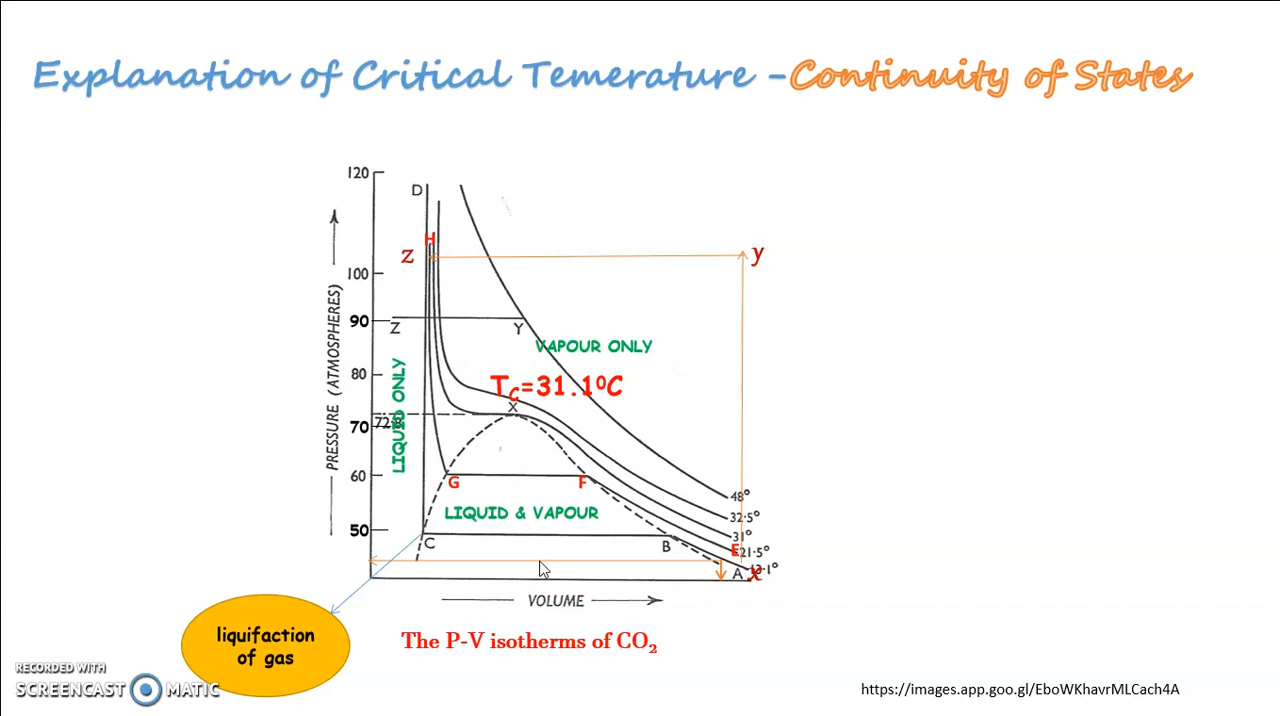 Explanation of Critical Temerature -Continuity of States
120
D
H
Z
y
100
90
Z
Y
VAPOUR ONLY
80
T_C=31.1⁰C
X
72.8
70
PRESSURE (ATMOSPHERES)
LIQUID ONLY
60
G
F
48°
LIQUID & VAPOUR
32·5°
31°
50
C
B
E
21·5°
A
x
13·1°
VOLUME
liquifaction
of gas
The P-V isotherms of CO₂
RECORDED WITH
SCREENCAST MATIC
https://images.app.goo.gl/EboWKhavrMLCach4A